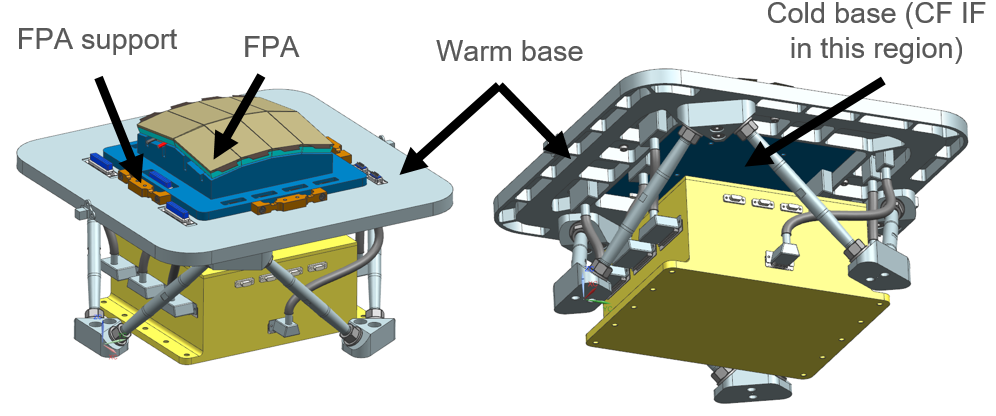 FPA support
FPA
Warm base
Cold base (CF IF
in this region)